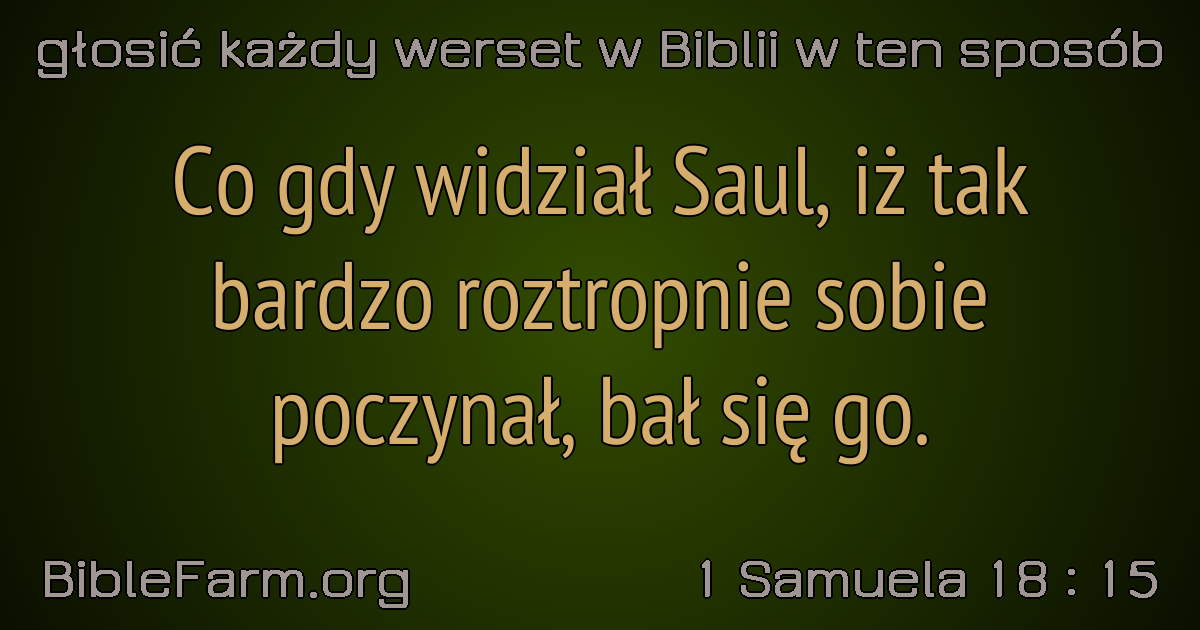 głosić każdy werset w Biblii w ten sposób
Co gdy widział Saul, iż tak
bardzo roztropnie sobie
poczynał, bał się go.
BibleFarm.org
1 Samuela 18 : 15